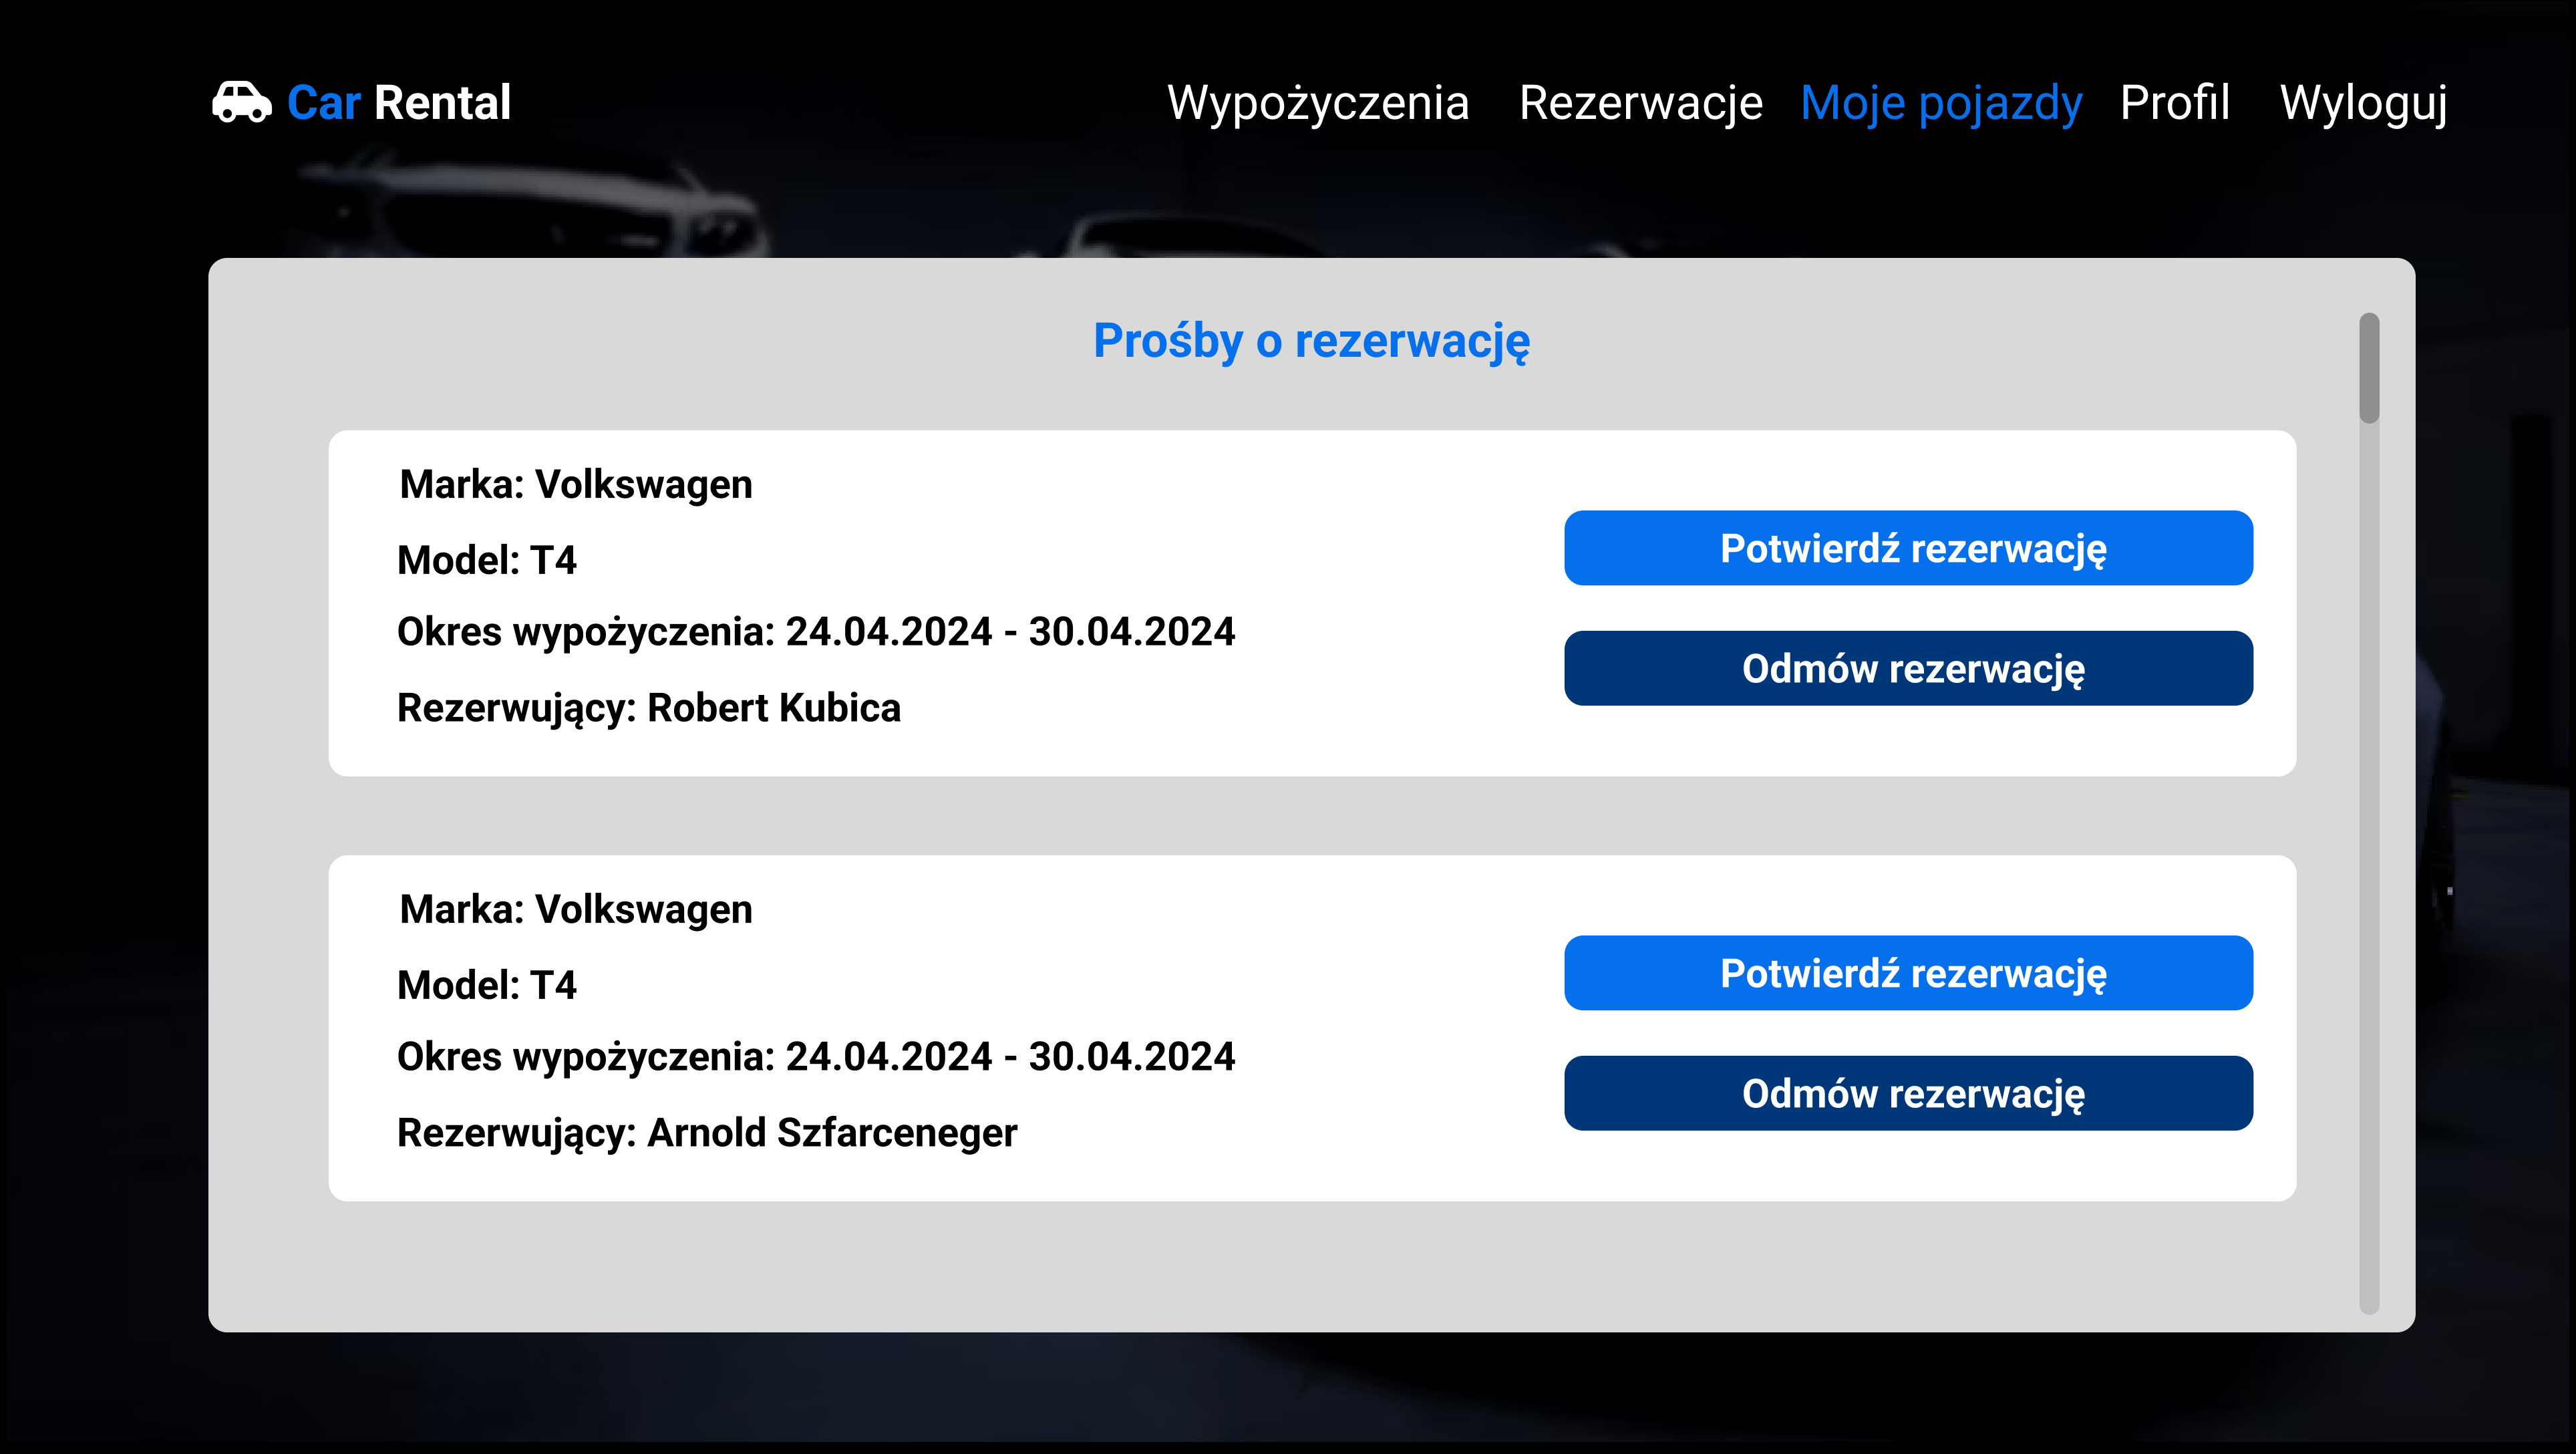 Car Rental
Wypożyczenia Rezerwacje Moje pojazdy Profil Wyloguj
Prośby o rezerwację
Marka: Volkswagen
Model: T4
Okres wypożyczenia: 24.04.2024 - 30.04.2024
Rezerwujący: Robert Kubica
Potwierdź rezerwację
Odmów rezerwację
Marka: Volkswagen
Model: T4
Okres wypożyczenia: 24.04.2024 - 30.04.2024
Rezerwujący: Arnold Szfarceneger
Potwierdź rezerwację
Odmów rezerwację